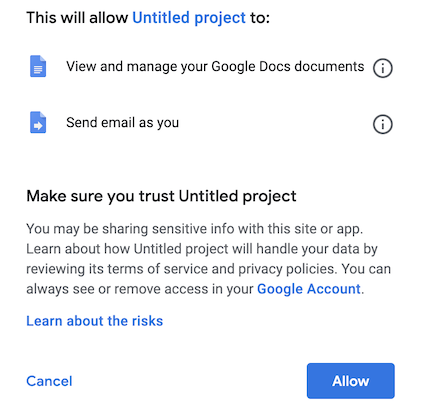 This will allow Untitled project to:
View and manage your Google Docs documents
Send email as you
Make sure you trust Untitled project
You may be sharing sensitive info with this site or app.
Learn about how Untitled project will handle your data by
reviewing its terms of service and privacy policies. You can
always see or remove access in your Google Account.
Learn about the risks
Cancel
Allow